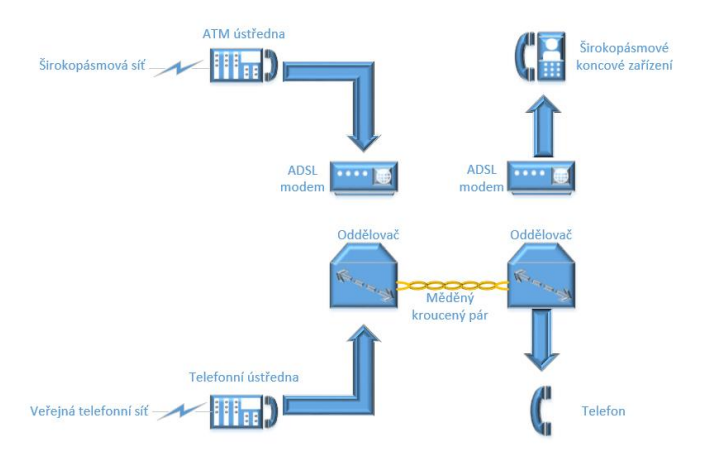 ATM ústředna
Širokopásmová síť
Širokopásmové
koncové zařízení
ADSL
modem
ADSL
modem
Oddělovač
Oddělovač
Měděný
kroucený pár
Telefonní ústředna
Veřejná telefonní síť
Telefon